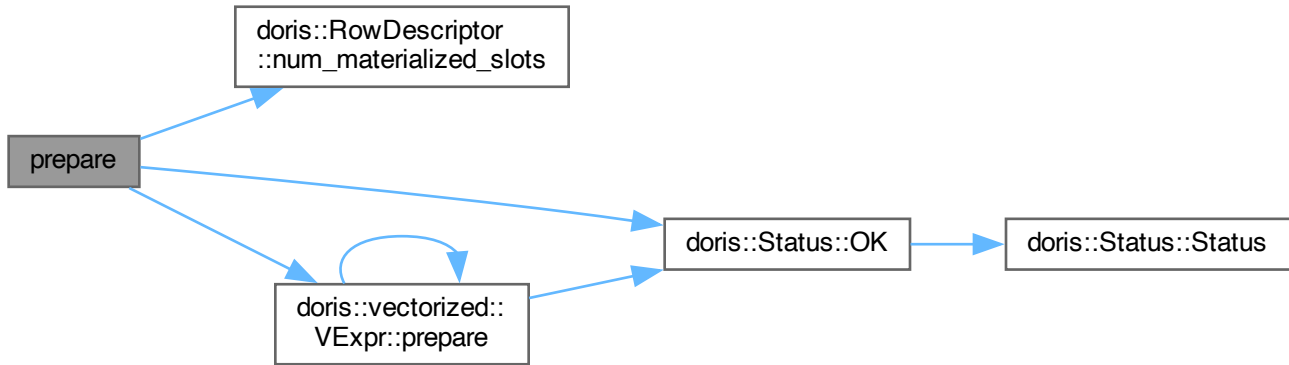 doris::RowDescriptor
::num_materialized_slots
prepare
doris::Status::OK
doris::Status::Status
doris::vectorized::
VExpr::prepare